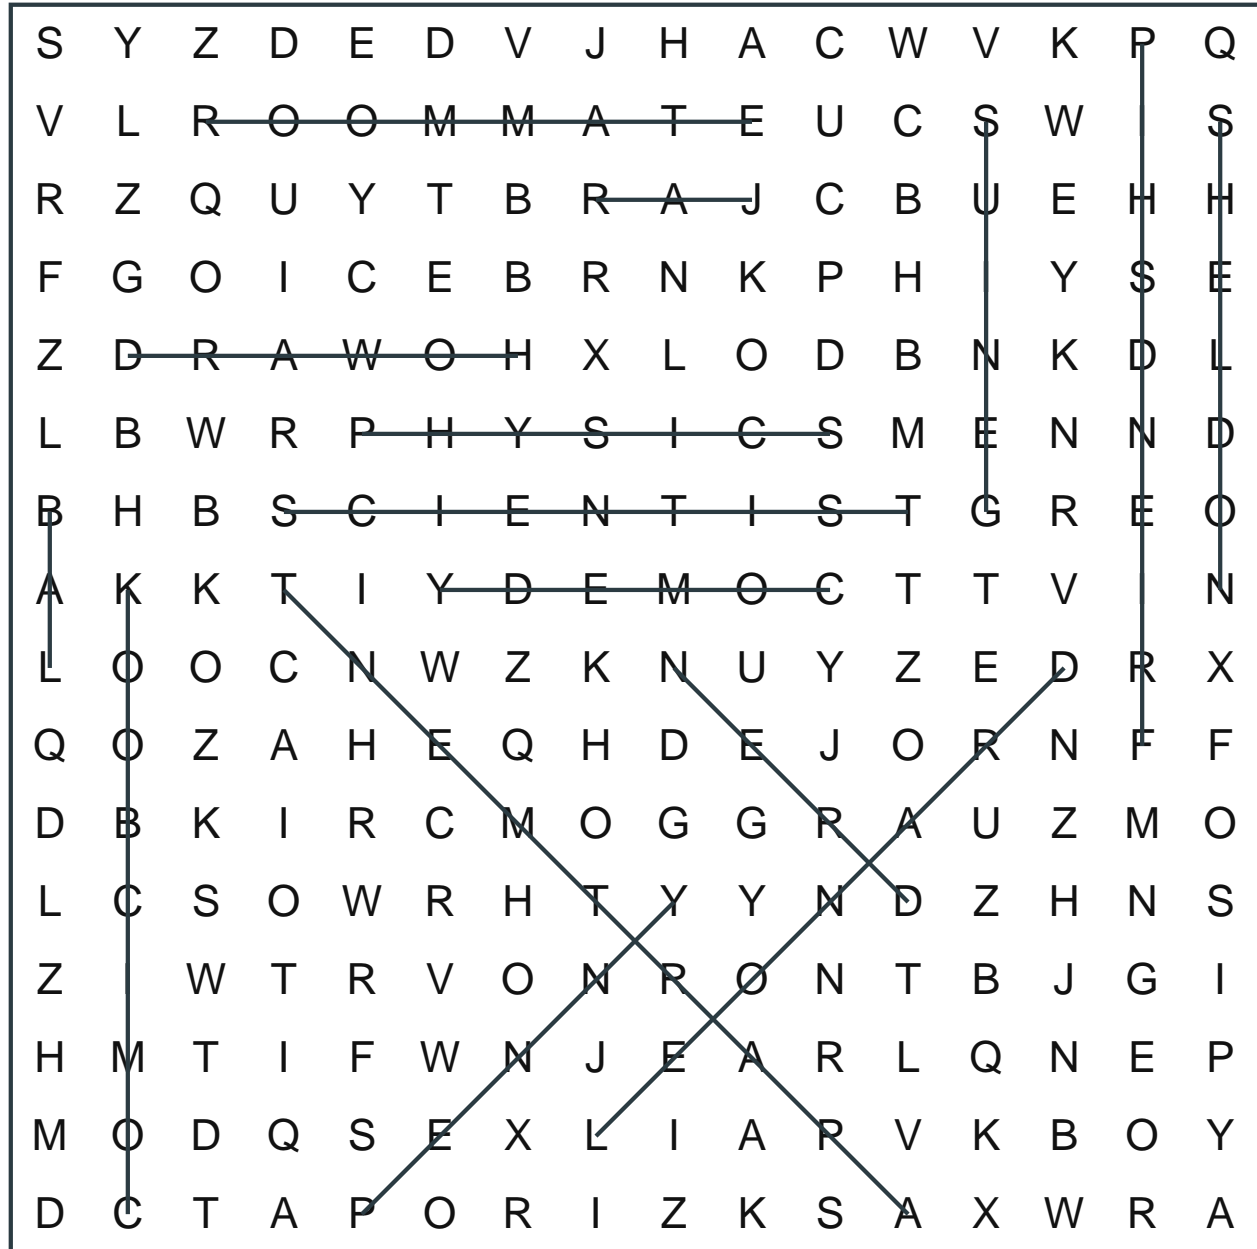 S Y Z D E D V J H A C W V K P Q
V L R O O M M A T E U C S W I S
R Z Q U Y T B R A J C B U E H H
F G O I C E B R N K P H I Y S E
Z D R A W O H X L O D B N K D L
L B W R P H Y S I C S M E N N D
B H B S C I E N T I S T G R E O
A K K T I Y D E M O C T T V I N
L O O C N W Z K N U Y Z E D R X
Q O Z A H E Q H D E J O R N F F
D B K I R C M O G G R A U Z M O
L C S O W R H T Y Y N D Z H N S
Z I W T R V O N R O N T B J G I
H M T I F W N J E A R L Q N E P
M O D Q S E X L I A P V K B O Y
D C T A P O R I Z K S A X W R A